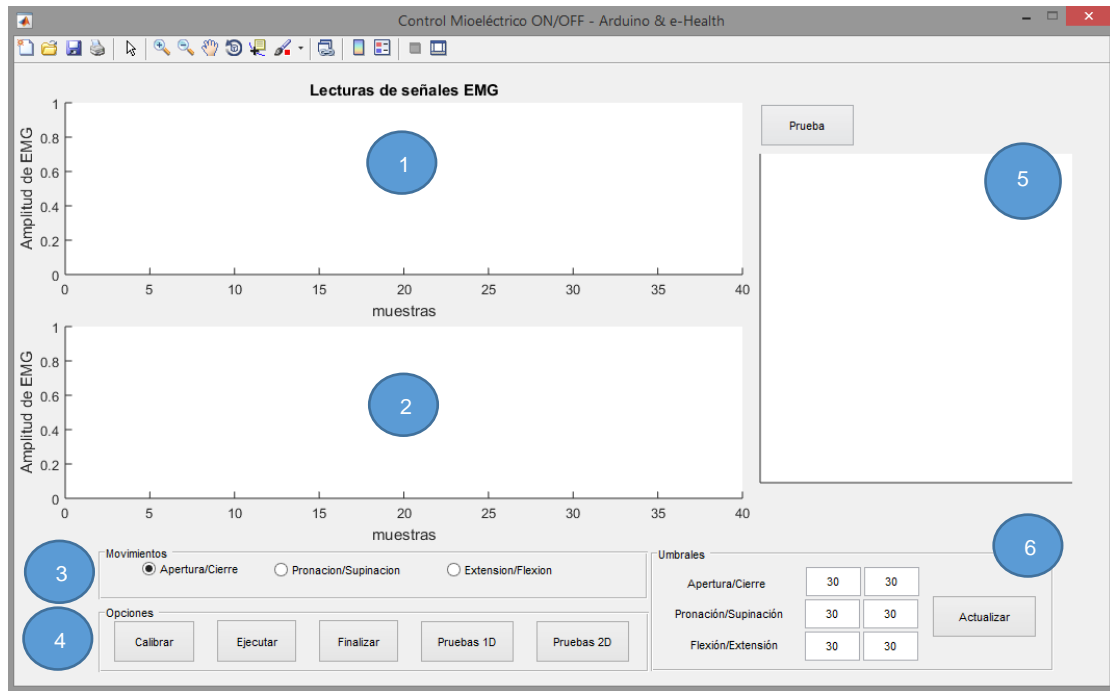 Control Mioeléctrico ON/OFF - Arduino & e-Health
Lecturas de señales EMG
Amplitud de EMG
1
0.8
0.6
0.4
0.2
0
0 5 10 15 20 25 30 35 40
muestras
1
Amplitud de EMG
1
0.8
0.6
0.4
0.2
0
0 5 10 15 20 25 30 35 40
muestras
2
Prueba
5
3
Movimientos
Apertura/Cierre Pronacion/Supinacion Extension/Flexion
4
Opciones
Calibrar Ejecutar Finalizar Pruebas 1D Pruebas 2D
6
Umbrales
Apertura/Cierre 30 30
Pronación/Supinación 30 30
Flexión/Extensión 30 30
Actualizar